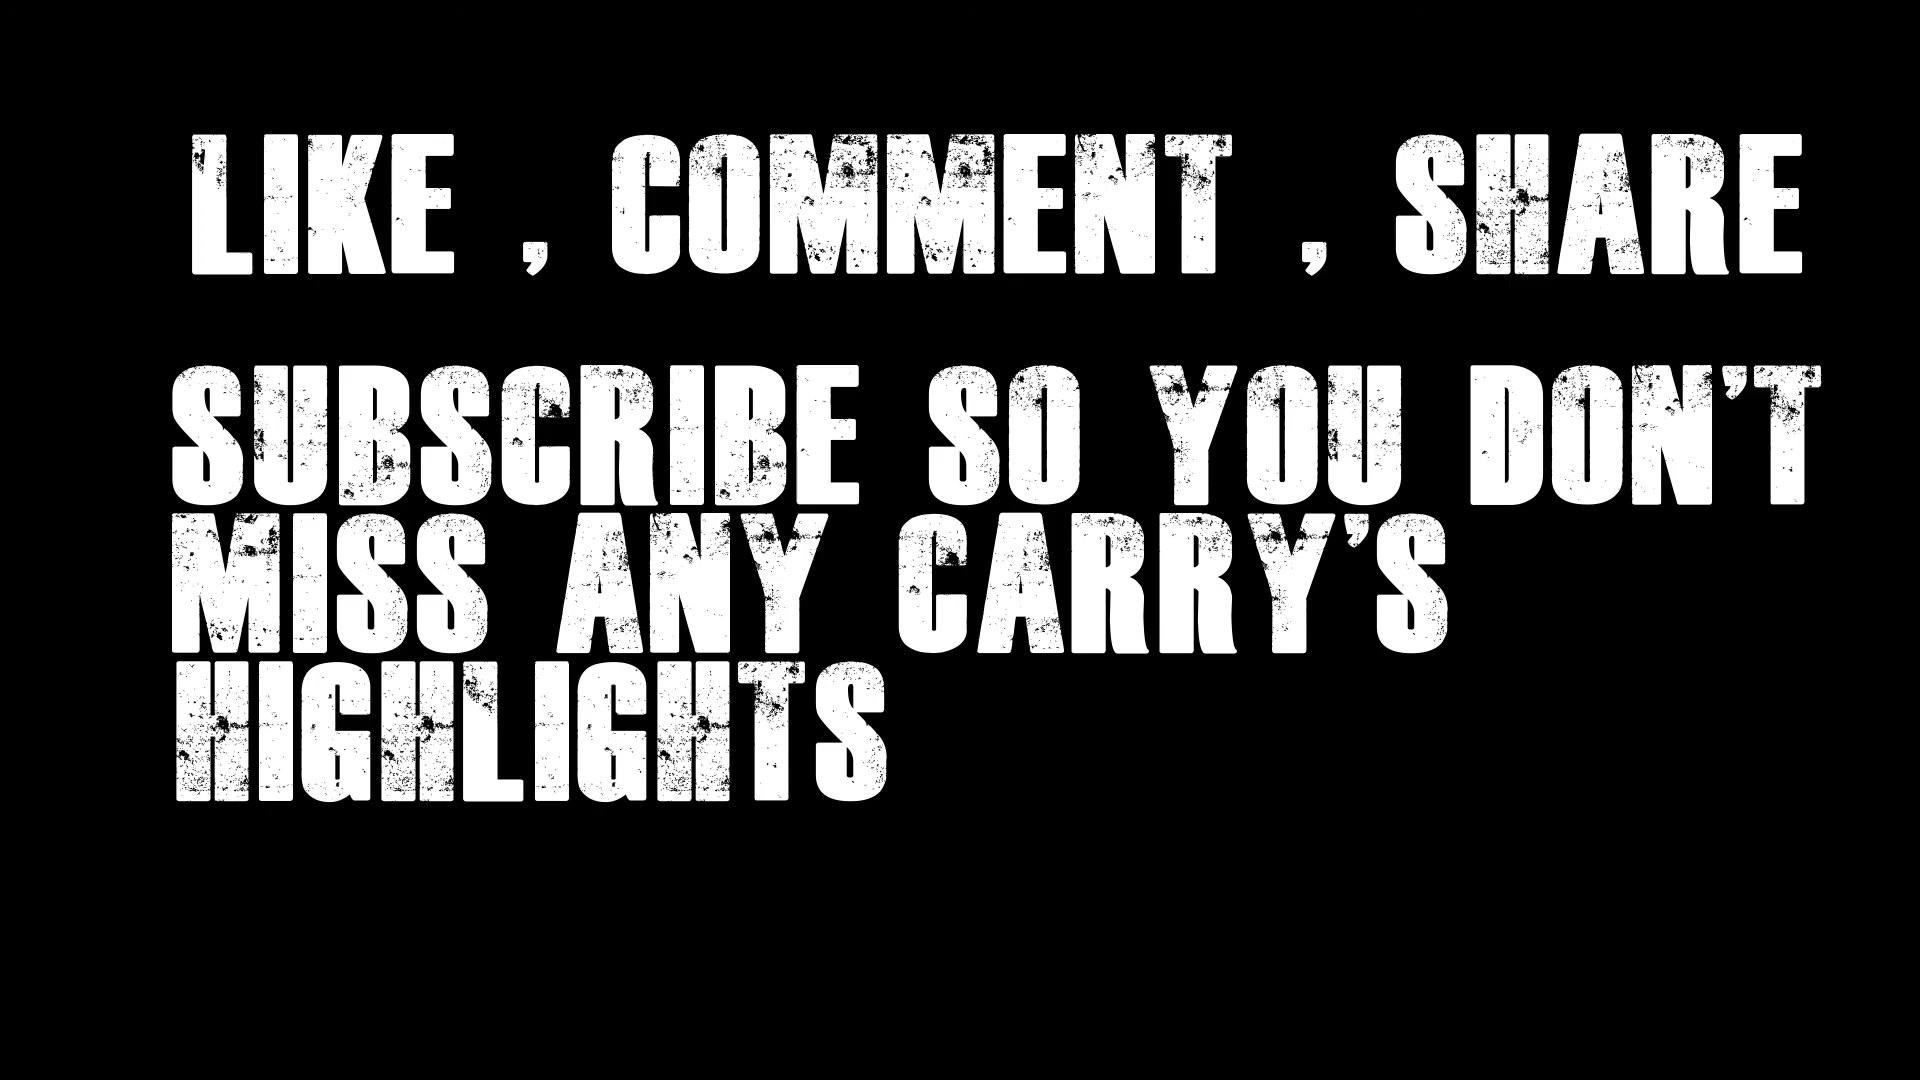 LIKE , COMMENT , SHARE
SUBSCRIBE SO YOU DON'T
MISS ANY CARRY'S
HIGHLIGHTS